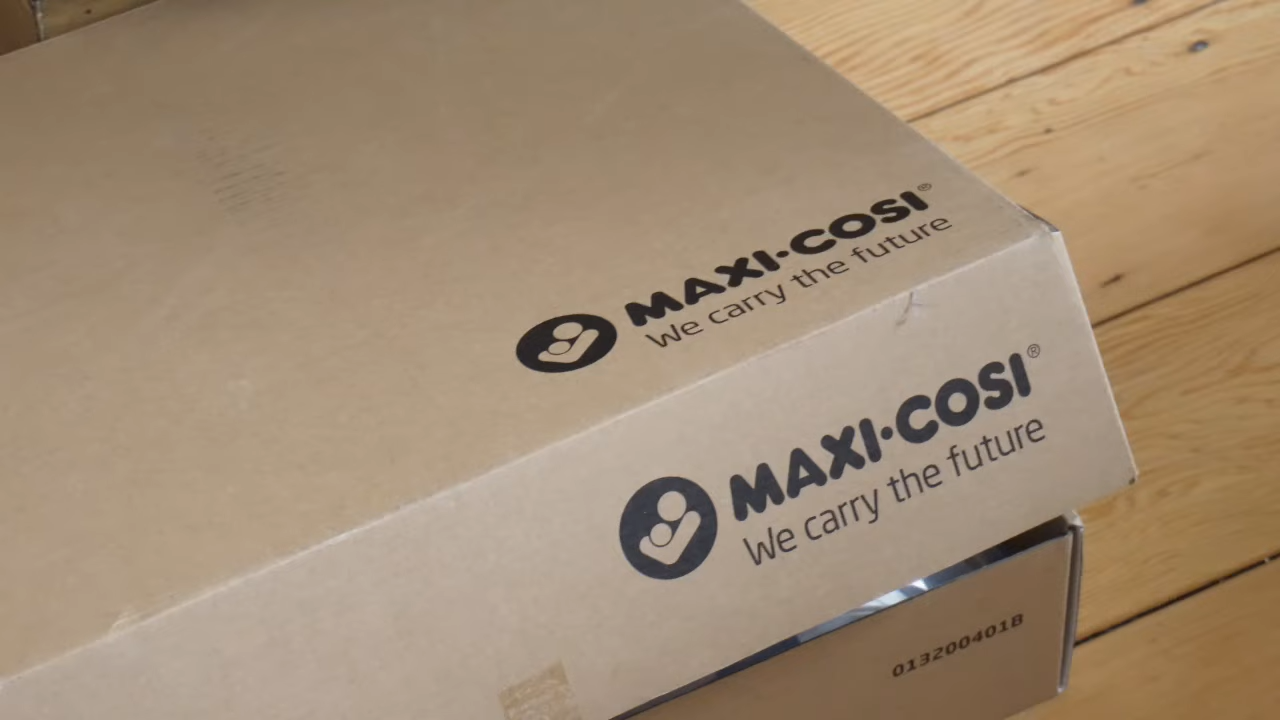 MAXI·COSI®
We carry the future
MAXI·COSI®
We carry the future
013200401B